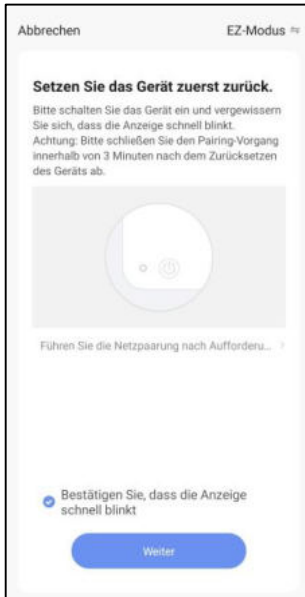 Abbrechen EZ-Modus
Setzen Sie das Gerät zuerst zurück.
Bitte schalten Sie das Gerät ein und vergewissern
Sie sich, dass die Anzeige schnell blinkt.
Achtung: Bitte schließen Sie den Pairing-Vorgang
innerhalb von 3 Minuten nach dem Zurücksetzen
des Geräts ab.
Führen Sie die Netzpaarung nach Aufforderu...
Bestätigen Sie, dass die Anzeige
schnell blinkt
Weiter